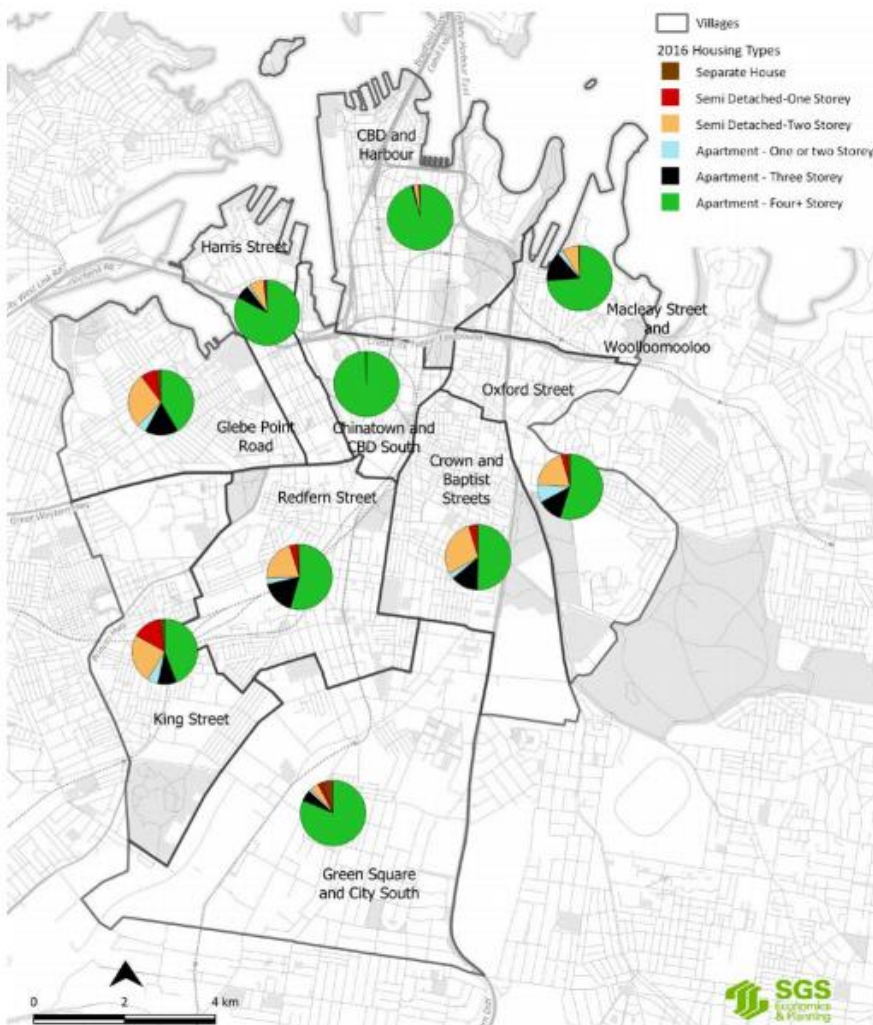 Villages
2016 Housing Types
Separate House
Semi Detached-One Storey
Semi Detached-Two Storey
Apartment - One or two Storey
Apartment - Three Storey
Apartment - Four+ Storey
CBD and
Harbour
Harris Street
Macleay Street
and
Woolloomooloo
Oxford Street
Glebe Point
Road
Chinatown and
CBD South
Crown and
Baptist
Streets
Redfern Street
King Street
Green Square
and City South
0 2 4 km
SGS
Economics
& Planning